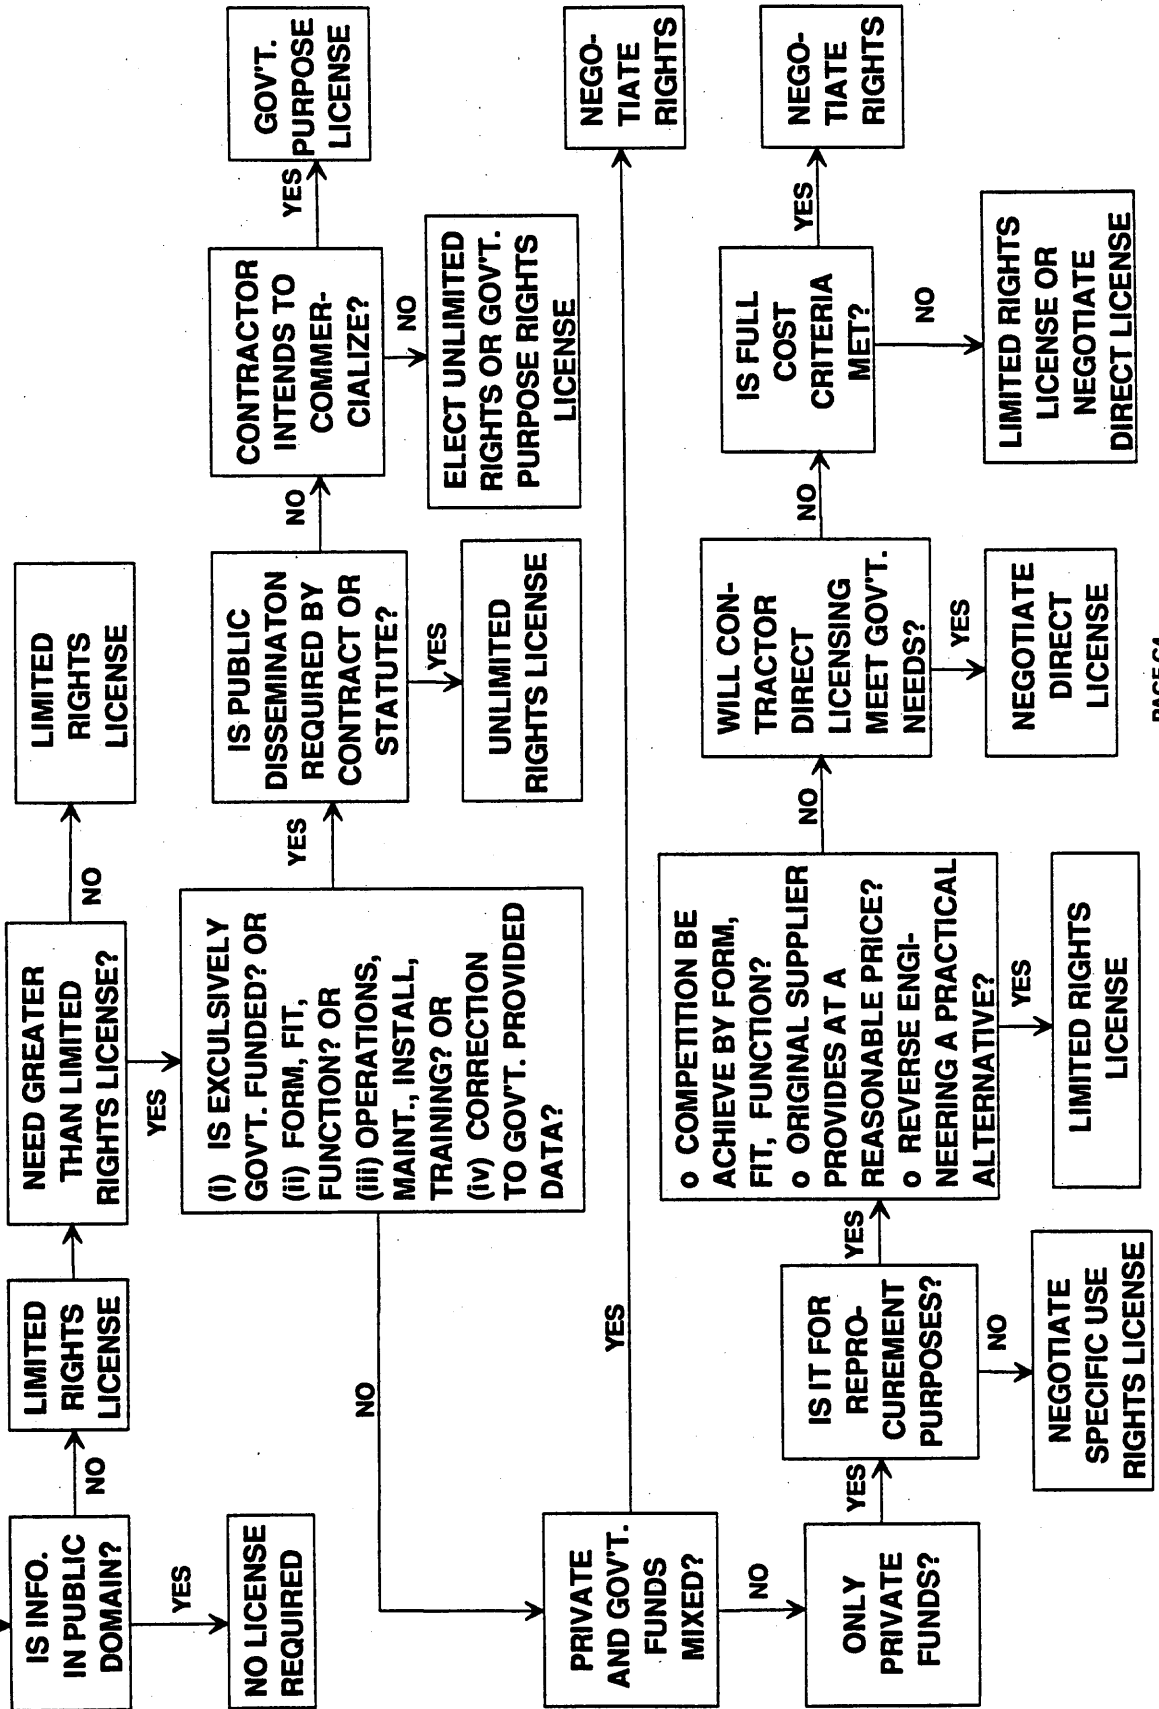 IS INFO.
IN PUBLIC
DOMAIN?
NO
YES
NO LICENSE
REQUIRED
LIMITED
RIGHTS
LICENSE
NEED GREATER
THAN LIMITED
RIGHTS LICENSE?
NO
LIMITED
RIGHTS
LICENSE
YES
(i) IS EXCULSIVELY
GOV'T. FUNDED? OR
(ii) FORM, FIT,
FUNCTION? OR
(iii) OPERATIONS,
MAINT., INSTALL,
TRAINING? OR
(iv) CORRECTION
TO GOV'T. PROVIDED
DATA?
YES
IS PUBLIC
DISSEMINATON
REQUIRED BY
CONTRACT OR
STATUTE?
YES
UNLIMITED
RIGHTS LICENSE
NO
CONTRACTOR
INTENDS TO
COMMER-
CIALIZE?
YES
GOV'T.
PURPOSE
LICENSE
NO
ELECT UNLIMITED
RIGHTS OR GOV'T.
PURPOSE RIGHTS
LICENSE
NO
PRIVATE
AND GOV'T.
FUNDS
MIXED?
YES
NEGO-
TIATE
RIGHTS
NO
ONLY
PRIVATE
FUNDS?
YES
IS IT FOR
REPRO-
CUREMENT
PURPOSES?
NO
NEGOTIATE
SPECIFIC USE
RIGHTS LICENSE
YES
o COMPETITION BE
ACHIEVE BY FORM,
FIT, FUNCTION?
o ORIGINAL SUPPLIER
PROVIDES AT A
REASONABLE PRICE?
o REVERSE ENGI-
NEERING A PRACTICAL
ALTERNATIVE?
YES
LIMITED RIGHTS
LICENSE
NO
WILL CON-
TRACTOR
DIRECT
LICENSING
MEET GOV'T.
NEEDS?
YES
NEGOTIATE
DIRECT
LICENSE
NO
IS FULL
COST
CRITERIA
MET?
YES
NEGO-
TIATE
RIGHTS
NO
LIMITED RIGHTS
LICENSE OR
NEGOTIATE
DIRECT LICENSE